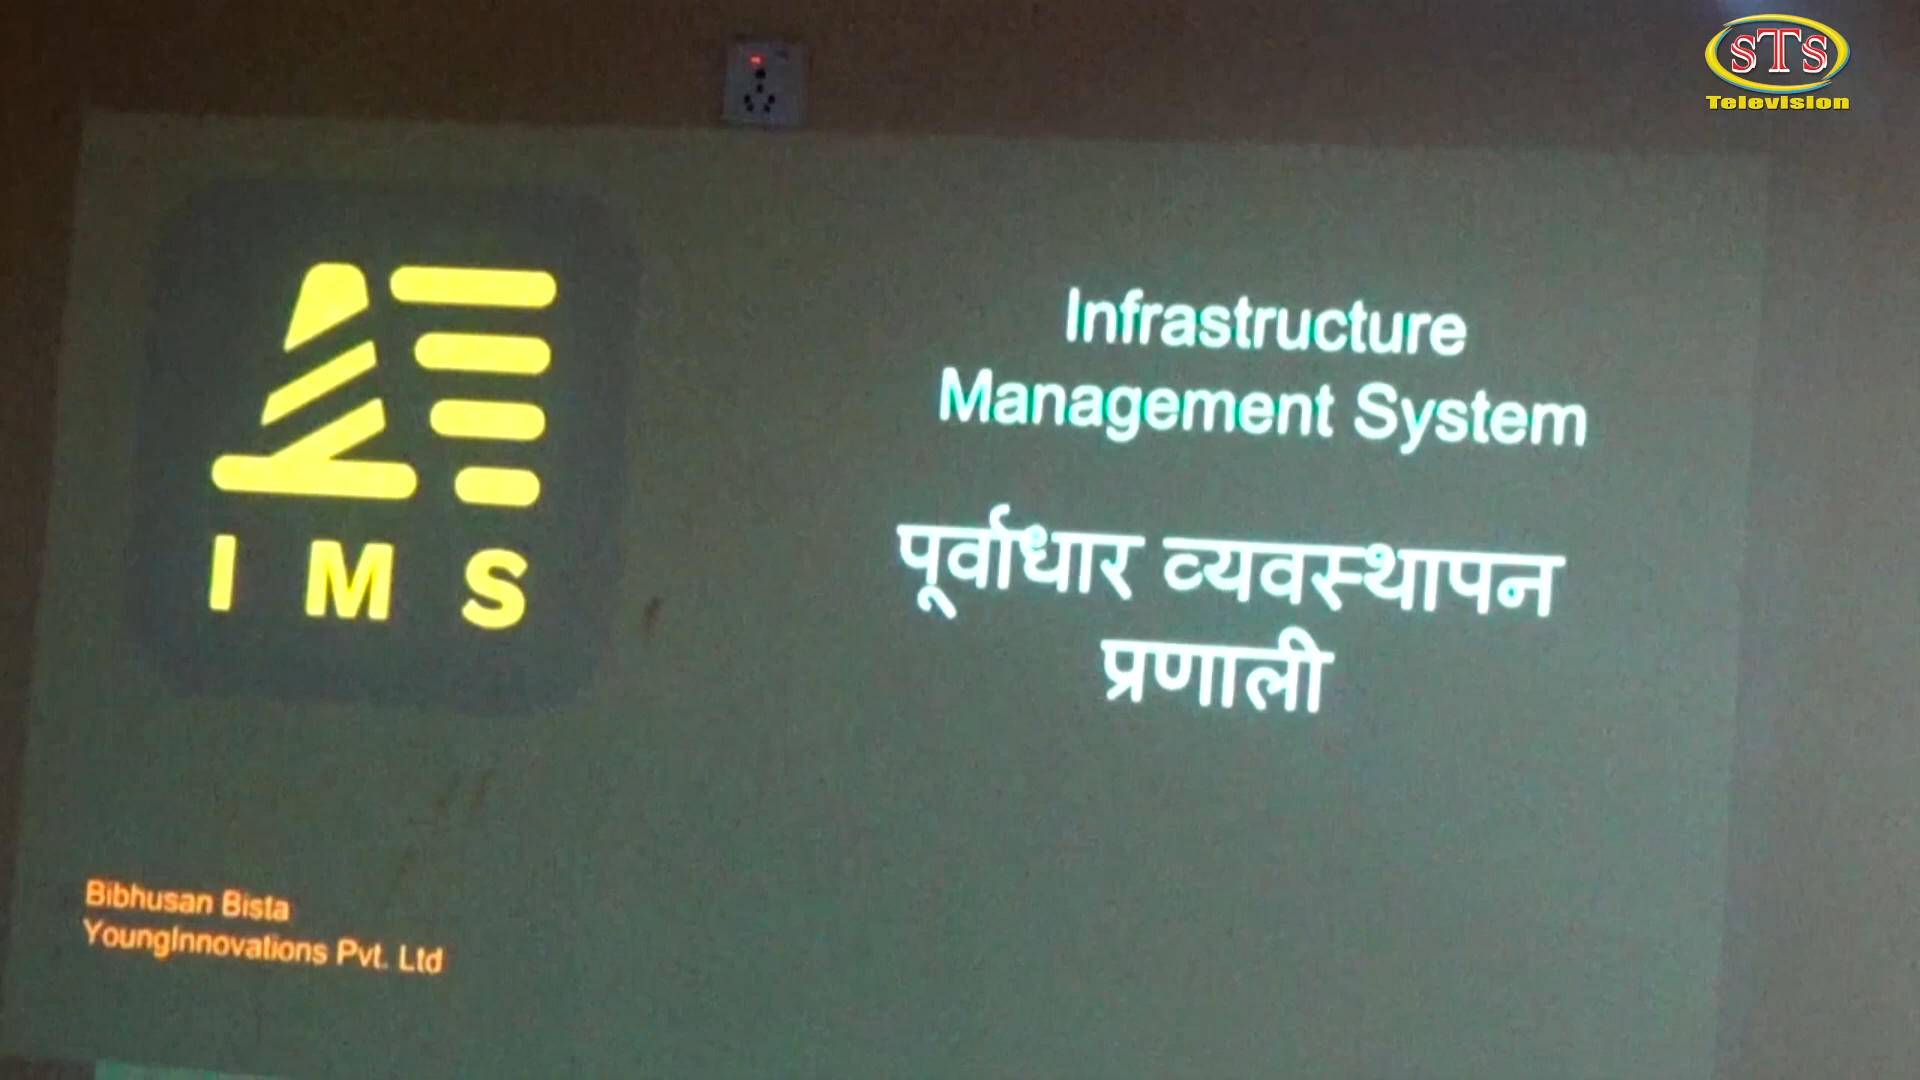 STS
Television
Infrastructure
Management System
पूर्वाधार व्यवस्थापन
प्रणाली
I M S
Bibhusan Bista
YoungInnovations Pvt. Ltd